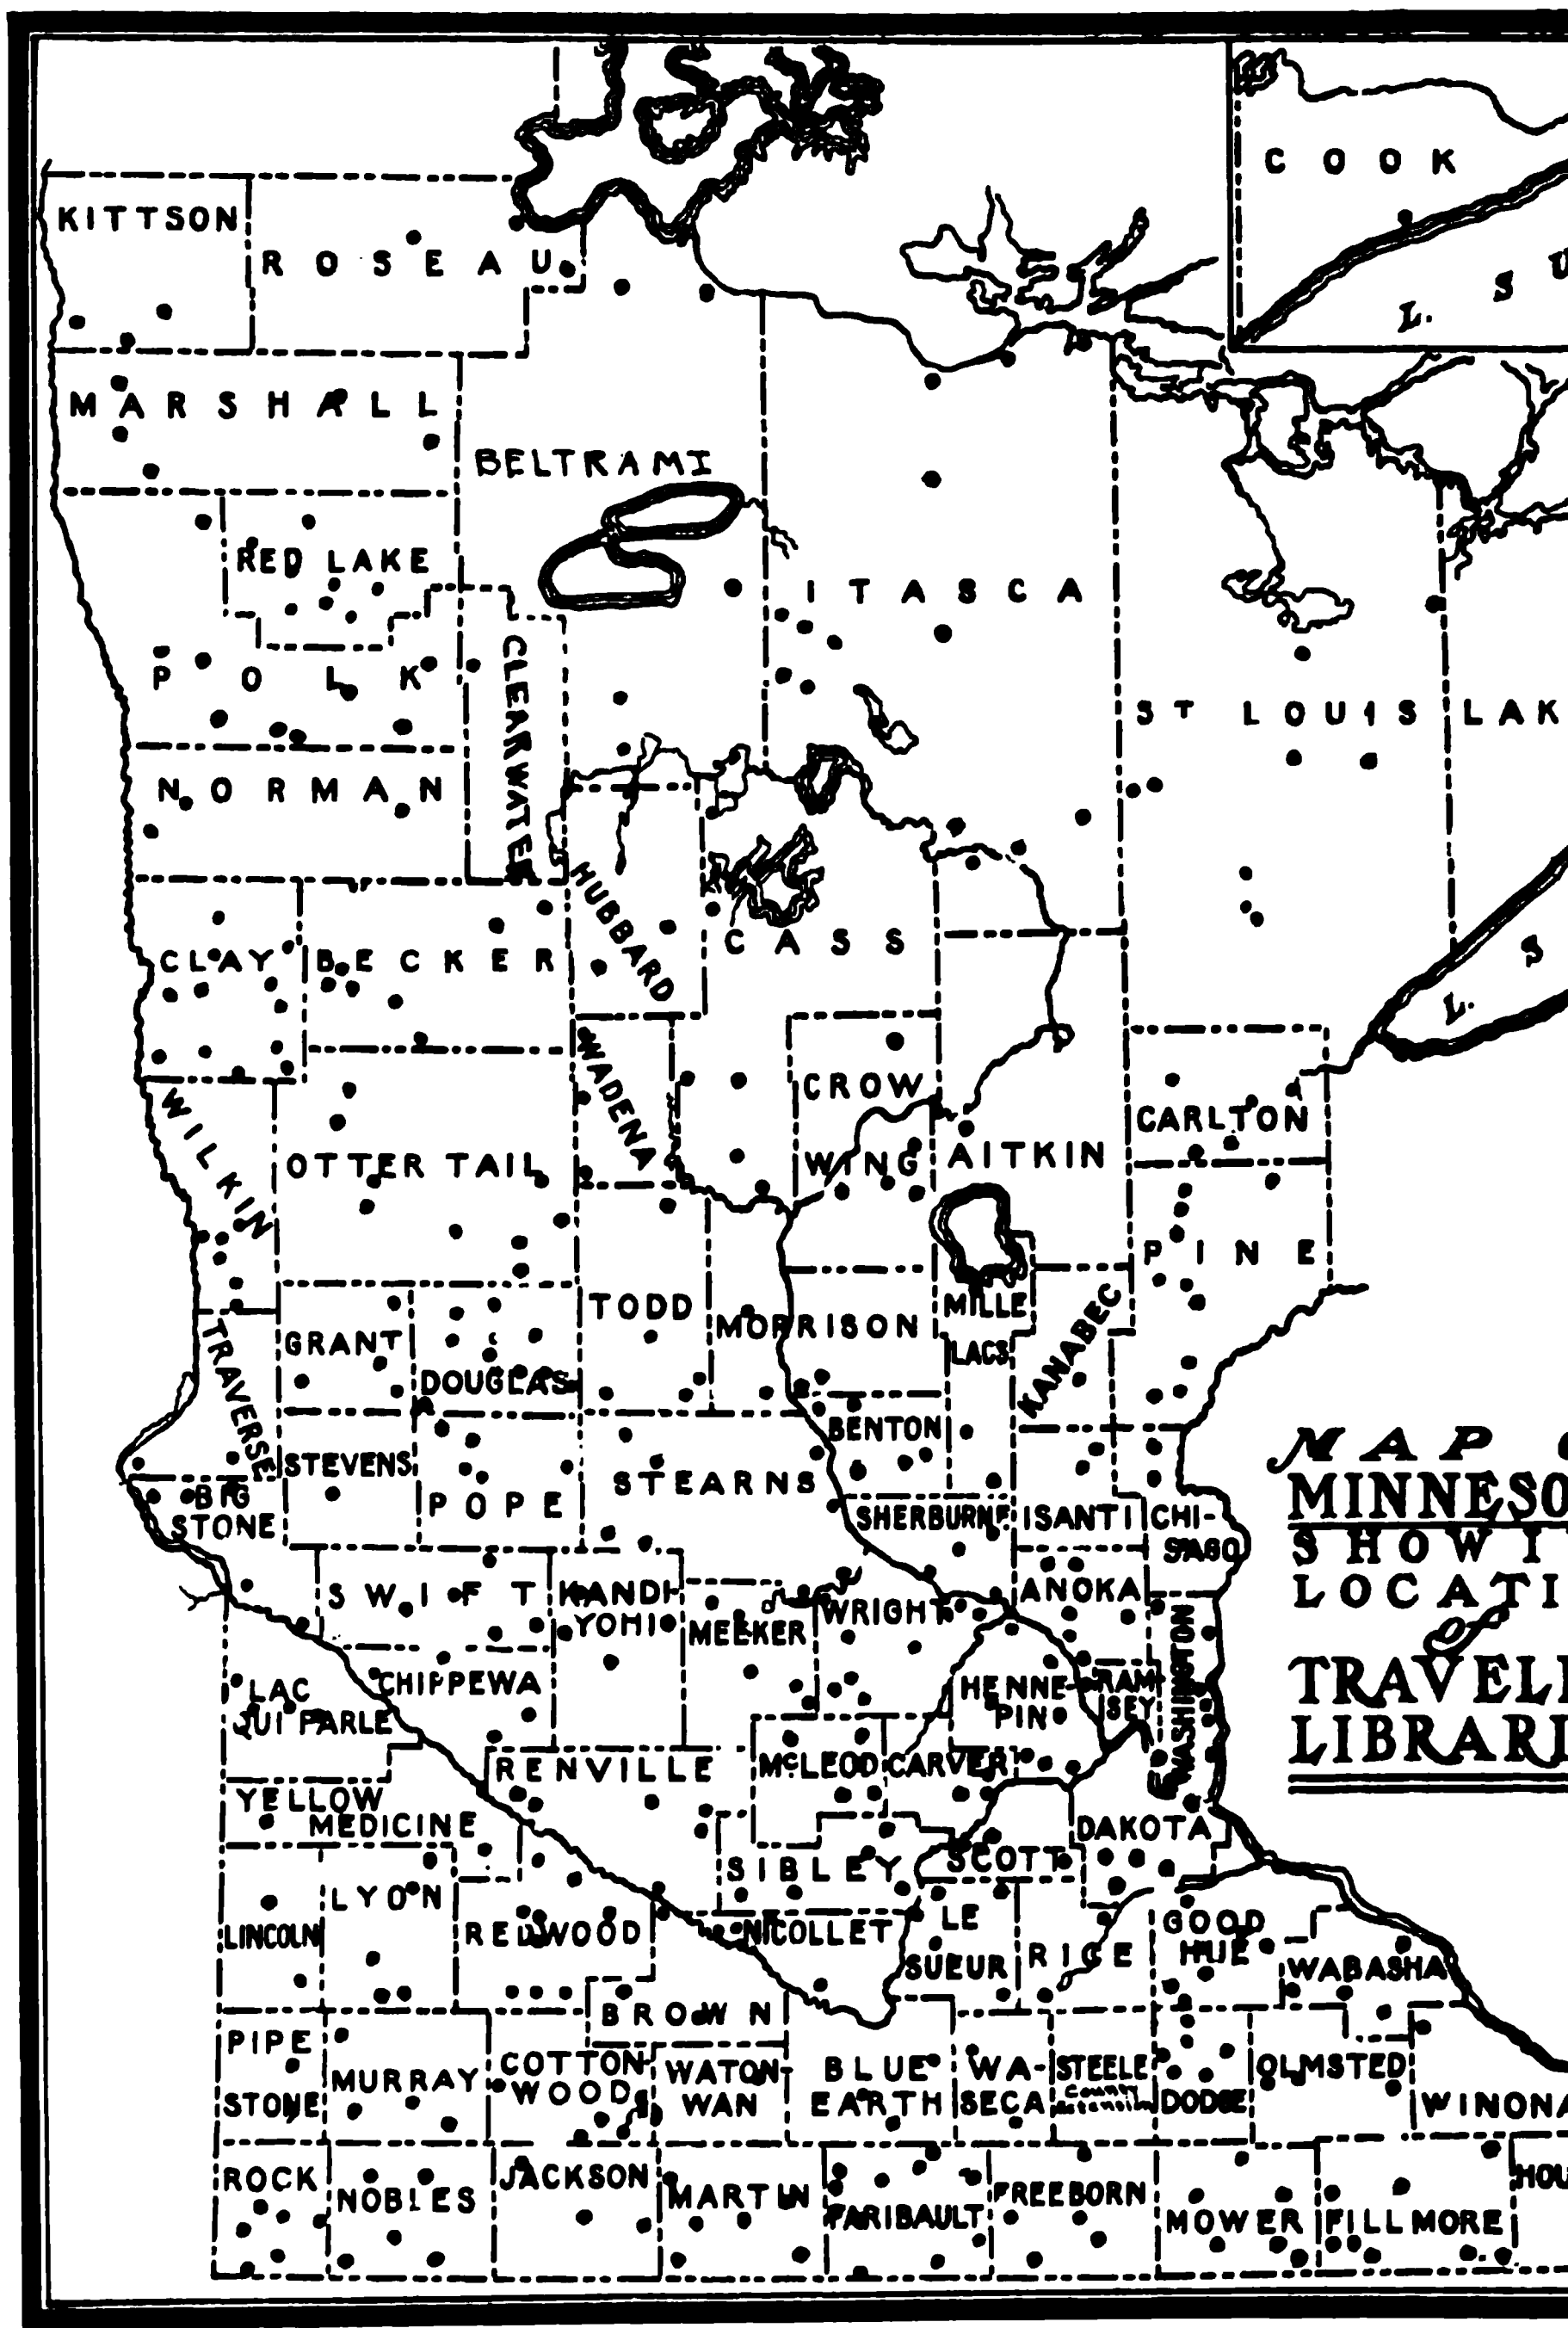 COOK
KITTSON
ROSEAU
L. SU
MARSHALL
BELTRAMI
RED LAKE
ITASCA
POLK
CLEARWATER
ST LOUIS
LAK
NORMAN
HUBBARD
CASS
CLAY
BECKER
L. S
WADENA
CROW
WING
CARLTON
WILKIN
OTTER TAIL
AITKIN
PINE
TODD
MILLE
LACS
MORRISON
KANABEC
GRANT
TRAVERSE
DOUGLAS
BENTON
STEVENS
STEARNS
POPE
BIG
STONE
SHERBURNE
ISANTI
CHI-
SAGO
MAP
MINNESO
SHOWI
LOCATI
OF
TRAVELI
LIBRARI
SWIFT
KANDI
YOHI
MEEKER
WRIGHT
ANOKA
WASHINGTON
LAC
QUI PARLE
CHIPPEWA
HENNE-
PIN
RAM
SEY
RENVILLE
McLEOD
CARVER
YELLOW
MEDICINE
DAKOTA
SIBLEY
SCOTT
LINCOLN
LYON
REDWOOD
NICOLLET
LE
SUEUR
RICE
GOOD
HUE
WABASHA
BROWN
PIPE
STONE
MURRAY
COTTON-
WOOD
WATON-
WAN
BLUE
EARTH
WA-
SECA
STEELE
DODGE
OLMSTED
WINONA
ROCK
NOBLES
JACKSON
MARTIN
FARIBAULT
FREEBORN
MOWER
FILLMORE
HOU